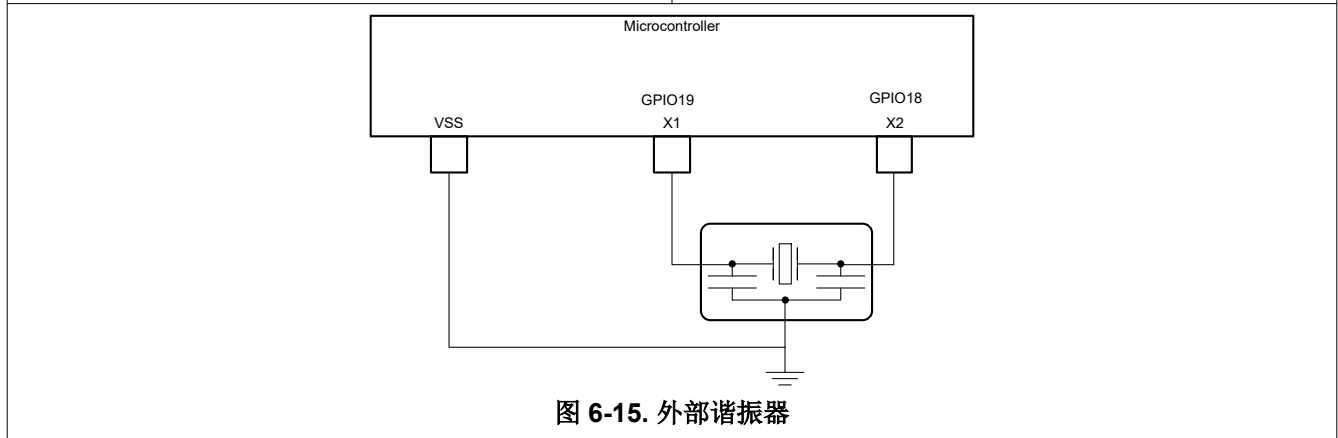 Microcontroller
GPIO19 GPIO18
VSS X1 X2
图 6-15. 外部谐振器